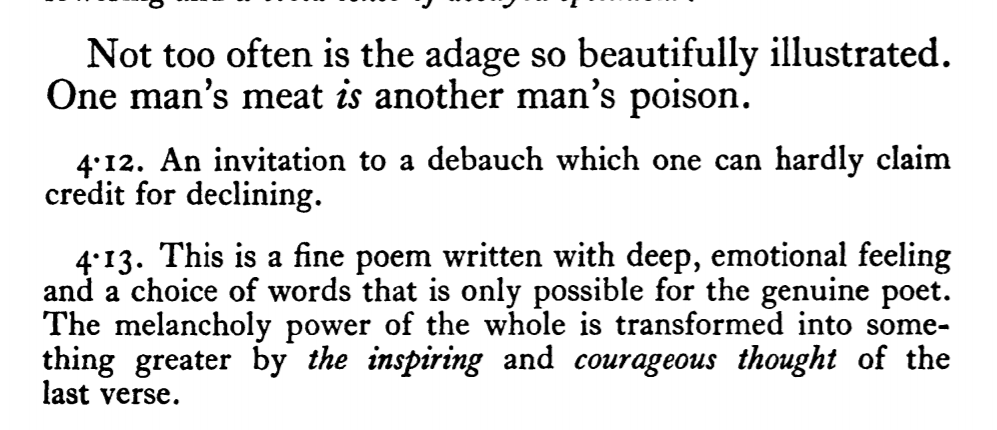 Not too often is the adage so beautifully illustrated.
One man's meat is another man's poison.
4·12. An invitation to a debauch which one can hardly claim
credit for declining.
4·13. This is a fine poem written with deep, emotional feeling
and a choice of words that is only possible for the genuine poet.
The melancholy power of the whole is transformed into some-
thing greater by the inspiring and courageous thought of the
last verse.